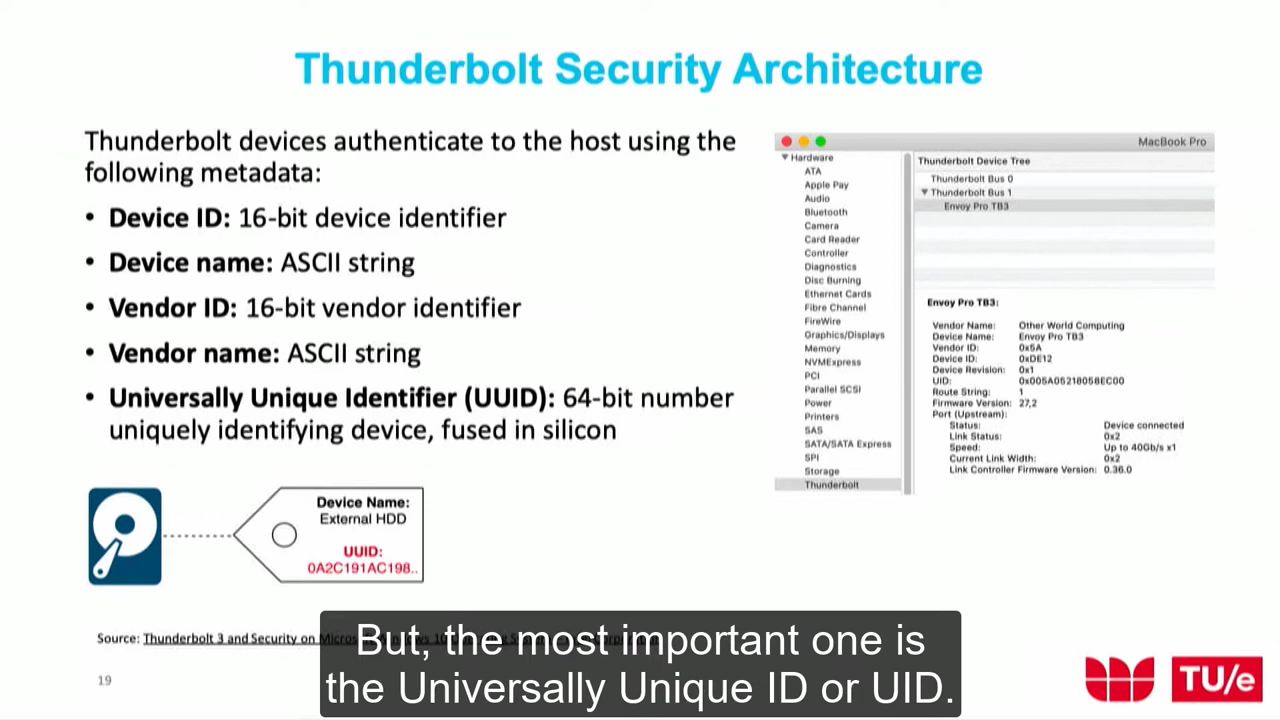 Thunderbolt Security Architecture
Thunderbolt devices authenticate to the host using the
following metadata:
• Device ID: 16-bit device identifier
• Device name: ASCII string
• Vendor ID: 16-bit vendor identifier
• Vendor name: ASCII string
• Universally Unique Identifier (UUID): 64-bit number
uniquely identifying device, fused in silicon
MacBook Pro
Hardware
ATA
Apple Pay
Audio
Bluetooth
Camera
Card Reader
Controller
Diagnostics
Disc Burning
Ethernet Cards
Fibre Channel
FireWire
Graphics/Displays
Memory
NVMExpress
PCI
Parallel SCSI
Power
Printers
SAS
SATA/SATA Express
SPI
Storage
Thunderbolt
Thunderbolt Device Tree
Thunderbolt Bus 0
Thunderbolt Bus 1
Envoy Pro TB3
Envoy Pro TB3:
Vendor Name: Other World Computing
Device Name: Envoy Pro TB3
Vendor ID: 0x5A
Device ID: 0xDE12
Device Revision: 0x1
UID: 0x005A05218058EC00
Route String: 1
Firmware Version: 27,2
Port (Upstream):
Status: Device connected
Link Status: 0x2
Speed: Up to 40Gb/s x1
Current Link Width: 0x2
Link Controller Firmware Version: 0.36.0
Device Name:
External HDD
UUID:
0A2C191AC198..
Source: Thunderbolt 3 and Security on
But, the most important one is
the Universally Unique ID or UID.
19
TU/e